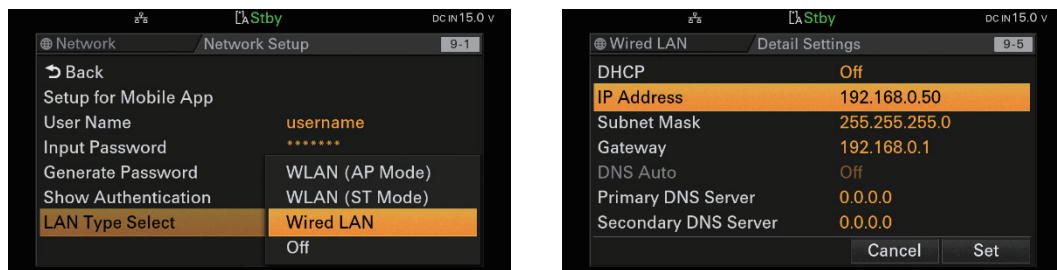 Stby DC IN 15.0 V
Network Network Setup 9-1
Back
Setup for Mobile App
User Name username
Input Password *******
Generate Password WLAN (AP Mode)
Show Authentication WLAN (ST Mode)
LAN Type Select Wired LAN
Off
Stby DC IN 15.0 V
Wired LAN Detail Settings 9-5
DHCP Off
IP Address 192.168.0.50
Subnet Mask 255.255.255.0
Gateway 192.168.0.1
DNS Auto Off
Primary DNS Server 0.0.0.0
Secondary DNS Server 0.0.0.0
Cancel Set